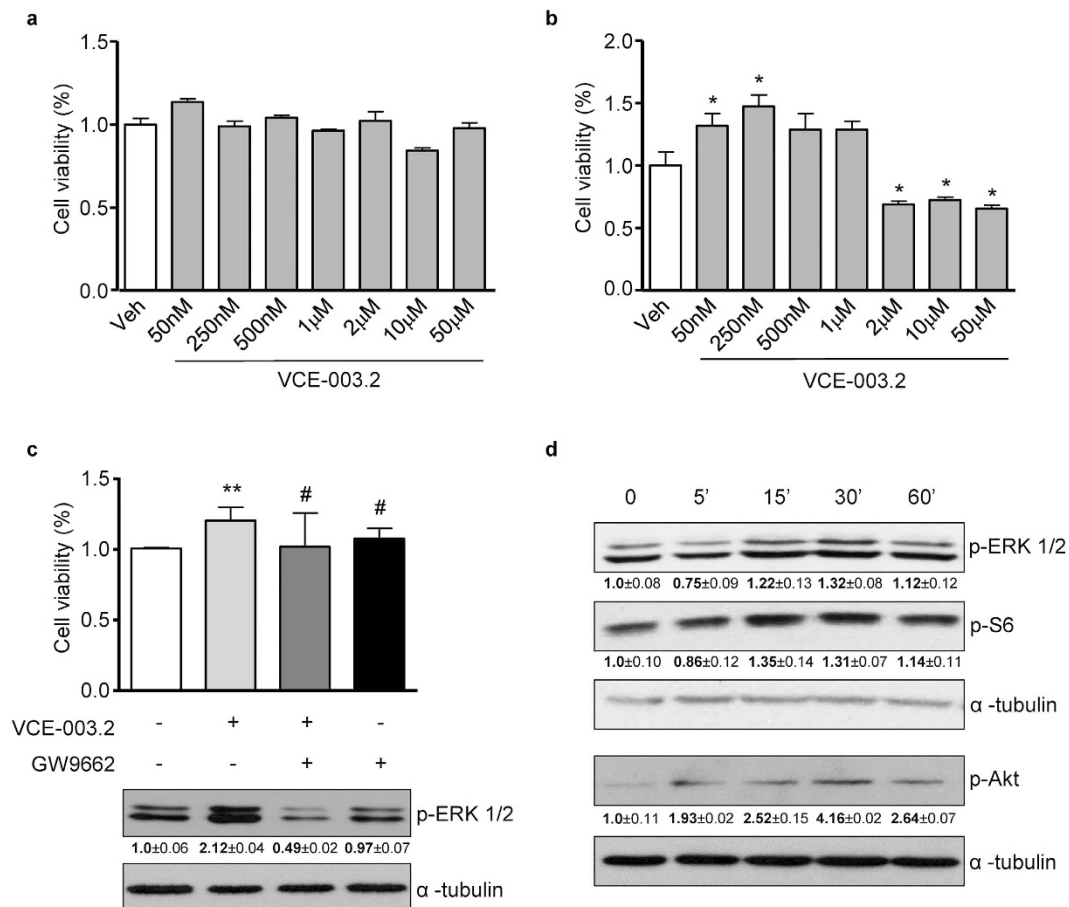 a
1.5
1.0
0.5
0.0
Cell viability (%)
Veh
50nM
250nM
500nM
1μM
2μM
10μM
50μM
VCE-003.2
b
2.0
1.5
1.0
0.5
0.0
Cell viability (%)
* * * * *
Veh
50nM
250nM
500nM
1μM
2μM
10μM
50μM
VCE-003.2
c
1.5
1.0
0.5
0.0
Cell viability (%)
** # #
VCE-003.2 - + + -
GW9662 - - + +
p-ERK 1/2
1.0±0.06 2.12±0.04 0.49±0.02 0.97±0.07
α -tubulin
d
0 5' 15' 30' 60'
p-ERK 1/2
1.0±0.08 0.75±0.09 1.22±0.13 1.32±0.08 1.12±0.12
p-S6
1.0±0.10 0.86±0.12 1.35±0.14 1.31±0.07 1.14±0.11
α -tubulin
p-Akt
1.0±0.11 1.93±0.02 2.52±0.15 4.16±0.02 2.64±0.07
α -tubulin